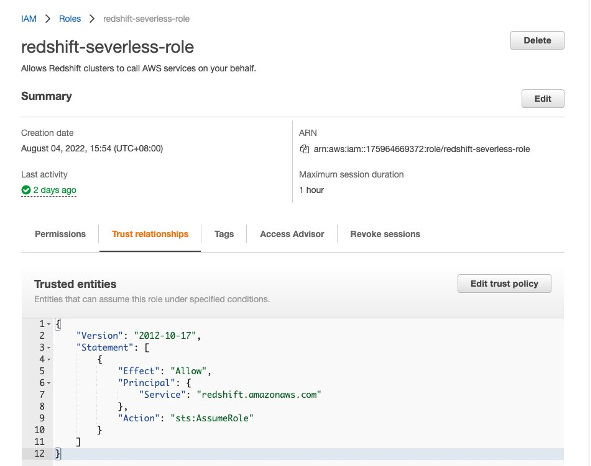 IAM > Roles > redshift-severless-role
redshift-severless-role
Delete
Allows Redshift clusters to call AWS services on your behalf.
Summary
Edit
Creation date
August 04, 2022, 15:54 (UTC+08:00)
Last activity
2 days ago
ARN
arn:aws:iam::175964669372:role/redshift-severless-role
Maximum session duration
1 hour
Permissions Trust relationships Tags Access Advisor Revoke sessions
Trusted entities
Edit trust policy
Entities that can assume this role under specified conditions.
1 {
2 "Version": "2012-10-17",
3 "Statement": [
4 {
5 "Effect": "Allow",
6 "Principal": {
7 "Service": "redshift.amazonaws.com"
8 },
9 "Action": "sts:AssumeRole"
10 }
11 ]
12 }